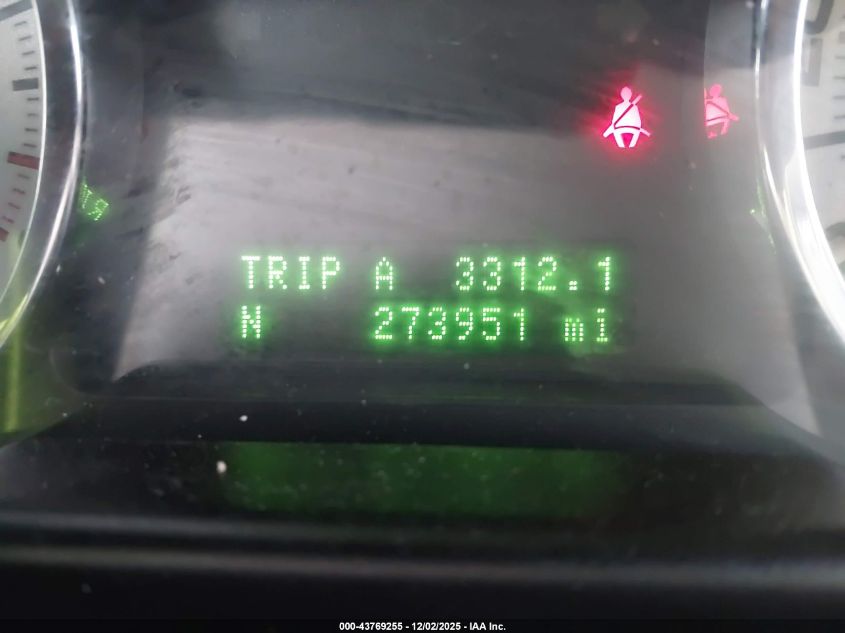 TRIP A 3312.1
N 273951 mi
000-43769255 - 12/02/2025 - IAA Inc.